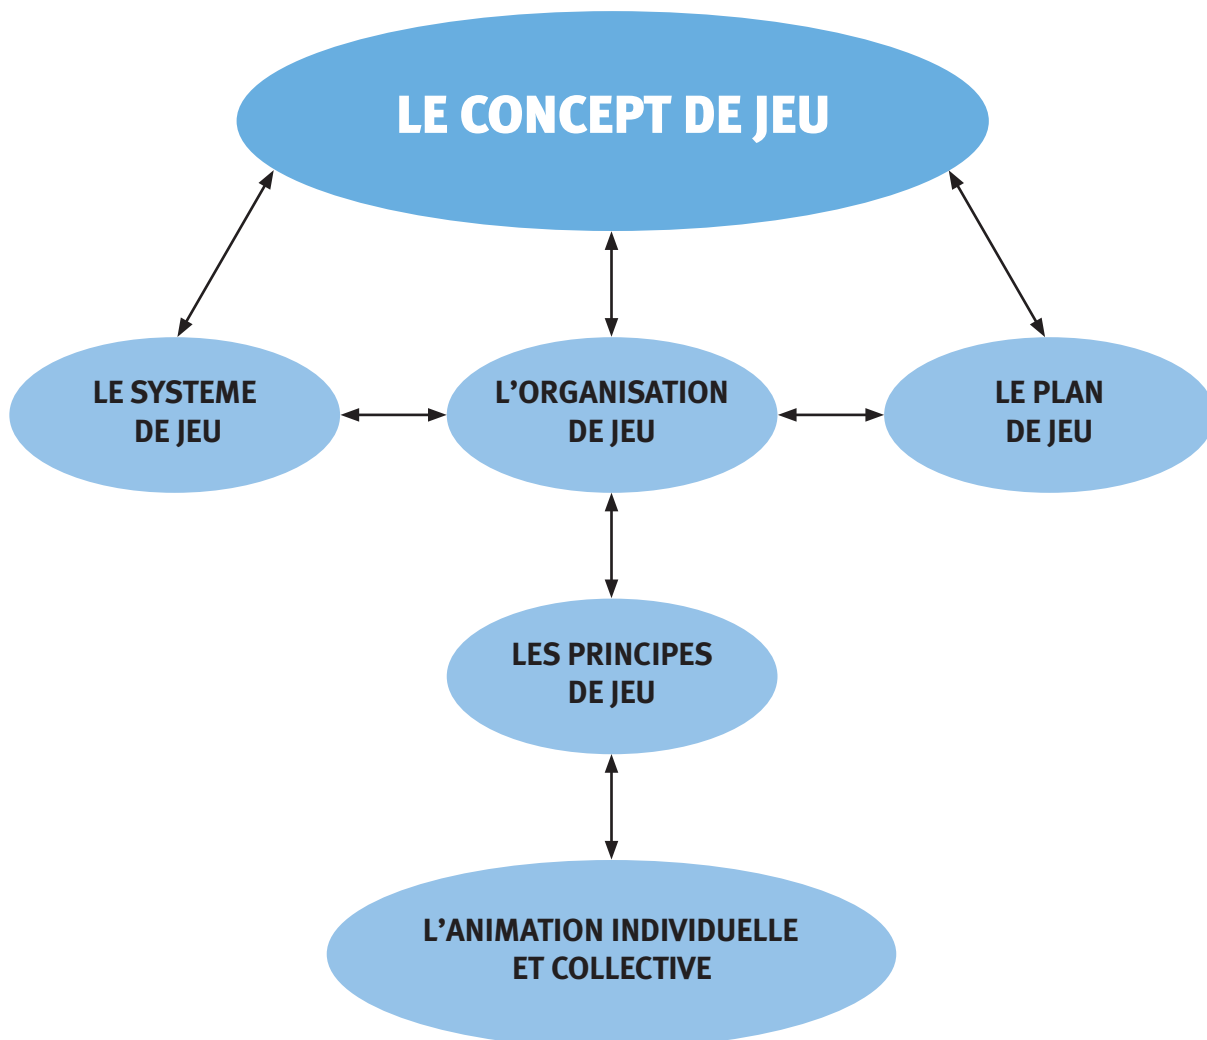 LE CONCEPT DE JEU
LE SYSTEME
DE JEU
L’ORGANISATION
DE JEU
LE PLAN
DE JEU
LES PRINCIPES
DE JEU
L’ANIMATION INDIVIDUELLE
ET COLLECTIVE